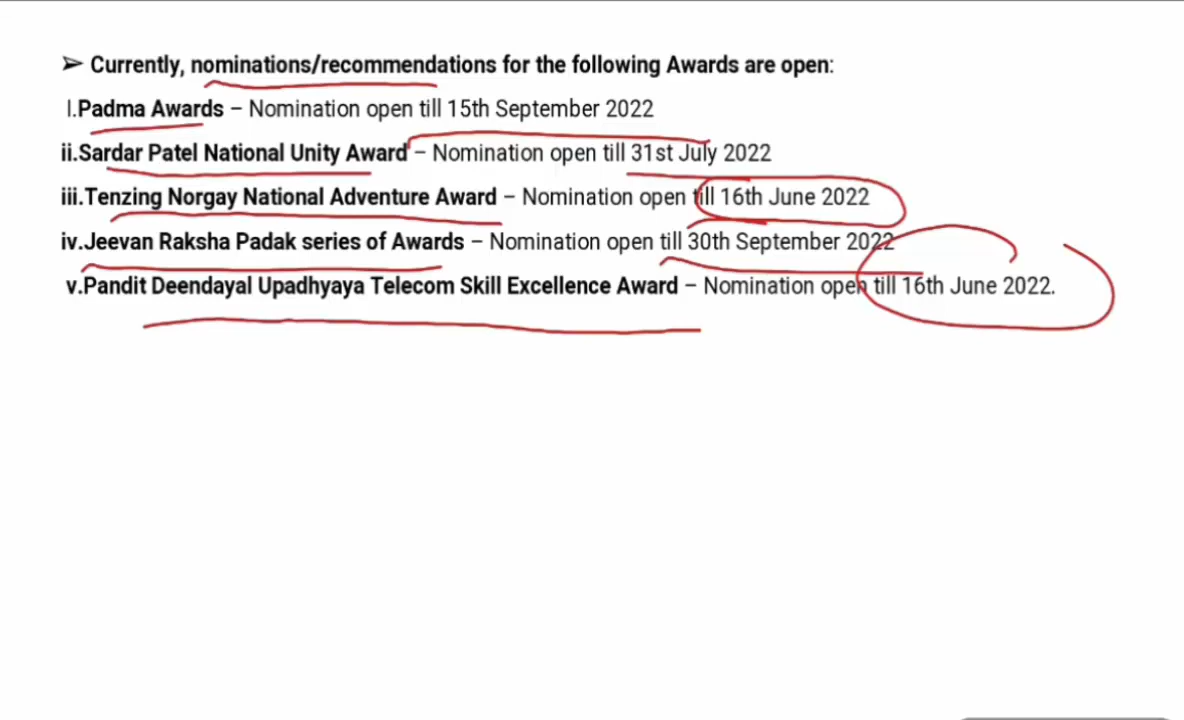 ➢ Currently, nominations/recommendations for the following Awards are open:
I.Padma Awards – Nomination open till 15th September 2022
ii.Sardar Patel National Unity Award – Nomination open till 31st July 2022
iii.Tenzing Norgay National Adventure Award – Nomination open till 16th June 2022
iv.Jeevan Raksha Padak series of Awards – Nomination open till 30th September 2022
v.Pandit Deendayal Upadhyaya Telecom Skill Excellence Award – Nomination open till 16th June 2022.